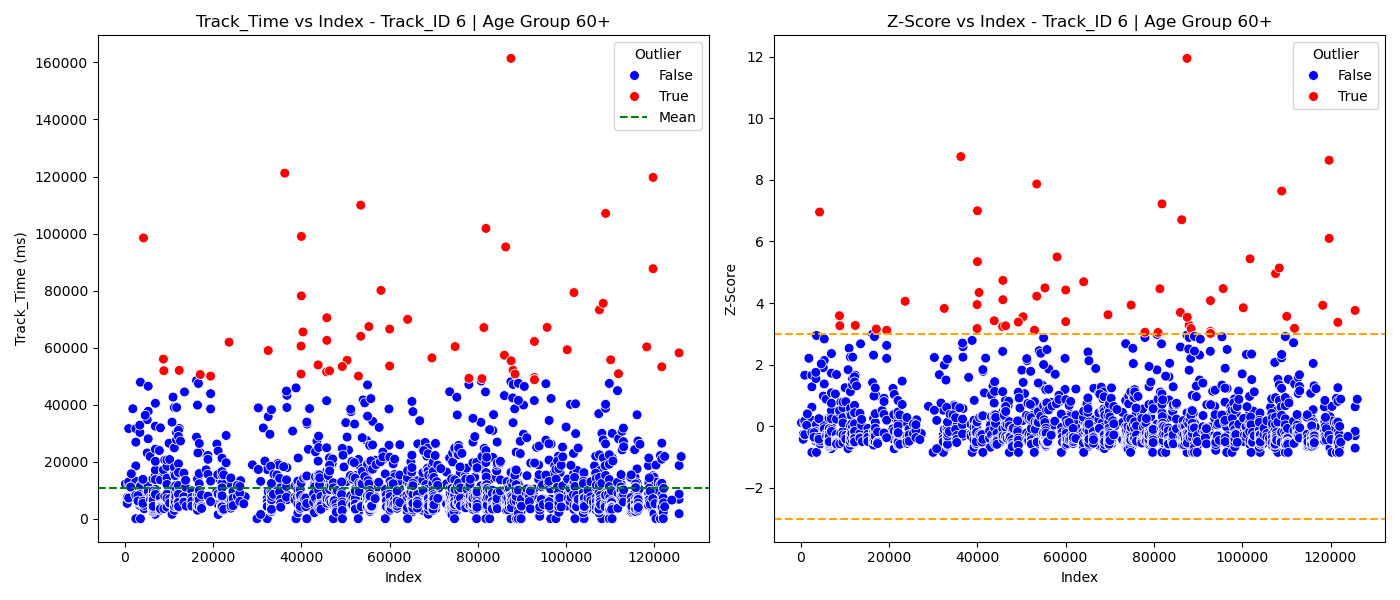 Track_Time vs Index - Track_ID 6 | Age Group 60+
Track_Time (ms)
160000
140000
120000
100000
80000
60000
40000
20000
0
0 20000 40000 60000 80000 100000 120000
Index
Outlier
False
True
Mean
Z-Score vs Index - Track_ID 6 | Age Group 60+
Z-Score
12
10
8
6
4
2
0
−2
0 20000 40000 60000 80000 100000 120000
Index
Outlier
False
True